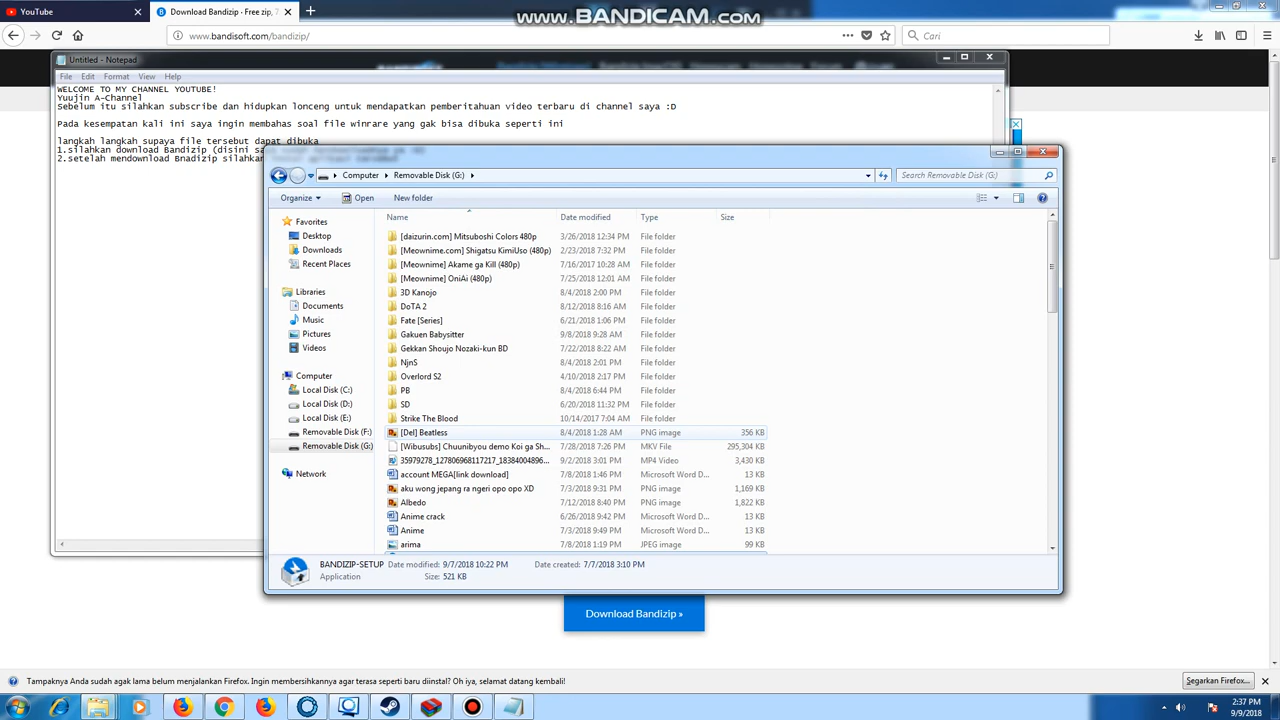 YouTube
Download Bandizip - Free zip, 7
www.BANDICAM.com
www.bandisoft.com/bandizip/
Cari
Untitled - Notepad
File Edit Format View Help
WELCOME TO MY CHANNEL YOUTUBE!
Yuujin A-Channel
Sebelum itu silahkan subscribe dan hidupkan lonceng untuk mendapatkan pemberitahuan video terbaru di channel saya :D
Pada kesempatan kali ini saya ingin membahas soal file winrare yang gak bisa dibuka seperti ini
langkah langkah supaya file tersebut dapat dibuka
1.silahkan download Bandizip (disini
2.setelah mendownload Bnadizip silahkan
Computer Removable Disk (G:)
Search Removable Disk (G:)
Organize Open New folder
Name Date modified Type Size
Favorites
Desktop
Downloads
Recent Places
Libraries
Documents
Music
Pictures
Videos
Computer
Local Disk (C:)
Local Disk (D:)
Local Disk (E:)
Removable Disk (F:)
Removable Disk (G:)
Network
[daizurin.com] Mitsuboshi Colors 480p 3/26/2018 12:34 PM File folder
[Meownime.com] Shigatsu KimiUso (480p) 2/23/2018 7:32 PM File folder
[Meownime] Akame ga Kill (480p) 7/16/2017 10:28 AM File folder
[Meownime] OniAi (480p) 7/25/2018 12:01 AM File folder
3D Kanojo 8/4/2018 2:00 PM File folder
DoTA 2 8/12/2018 8:16 AM File folder
Fate [Series] 6/21/2018 1:06 PM File folder
Gakuen Babysitter 9/8/2018 9:28 AM File folder
Gekkan Shoujo Nozaki-kun BD 7/22/2018 8:22 AM File folder
NjnS 8/4/2018 2:01 PM File folder
Overlord S2 4/10/2018 2:17 PM File folder
PB 8/4/2018 6:44 PM File folder
SD 6/20/2018 11:32 PM File folder
Strike The Blood 10/14/2017 7:04 AM File folder
[Del] Beatless 8/4/2018 1:28 AM PNG image 356 KB
[Wibusubs] Chuunibyou demo Koi ga Sh... 7/28/2018 7:26 PM MKV File 295,304 KB
35979278_127806968117217_18384004896... 9/2/2018 3:01 PM MP4 Video 3,430 KB
account MEGA[link download] 7/8/2018 1:46 PM Microsoft Word D... 13 KB
aku wong jepang ra ngeri opo opo XD 7/3/2018 9:31 PM PNG image 1,169 KB
Albedo 7/12/2018 8:40 PM PNG image 1,822 KB
Anime crack 6/26/2018 9:42 PM Microsoft Word D... 13 KB
Anime 7/3/2018 9:49 PM Microsoft Word D... 13 KB
arima 7/8/2018 1:19 PM JPEG image 99 KB
BANDIZIP-SETUP Date modified: 9/7/2018 10:22 PM Date created: 7/7/2018 3:10 PM
Application Size: 521 KB
Download Bandizip »
Tampaknya Anda sudah agak lama belum menjalankan Firefox. Ingin membersihkannya agar terasa seperti baru diinstal? Oh iya, selamat datang kembali!
Segarkan Firefox...
2:37 PM
9/9/2018